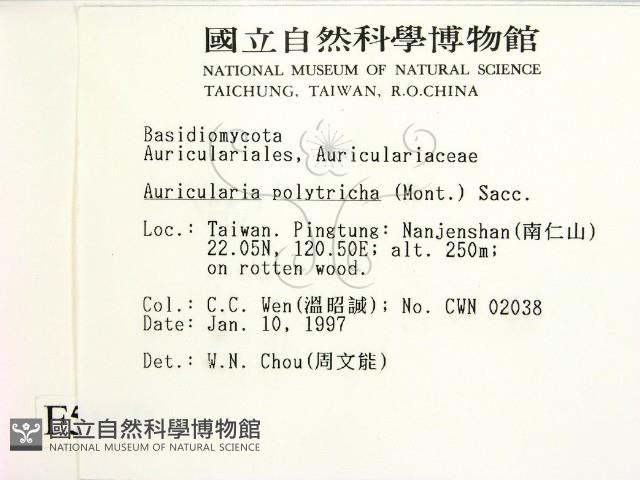 國立自然科學博物館
NATIONAL MUSEUM OF NATURAL SCIENCE
TAICHUNG, TAIWAN, R.O.CHINA
Basidiomycota
Auriculariales, Auriculariaceae
Auricularia polytricha (Mont.) Sacc.
Loc.: Taiwan. Pingtung: Nanjenshan(南仁山)
22.05N, 120.50E; alt. 250m;
on rotten wood.
Col.: C.C. Wen(溫昭誠); No. CWN 02038
Date: Jan. 10, 1997
Det.: W.N. Chou(周文能)
國立自然科學博物館
NATIONAL MUSEUM OF NATURAL SCIENCE